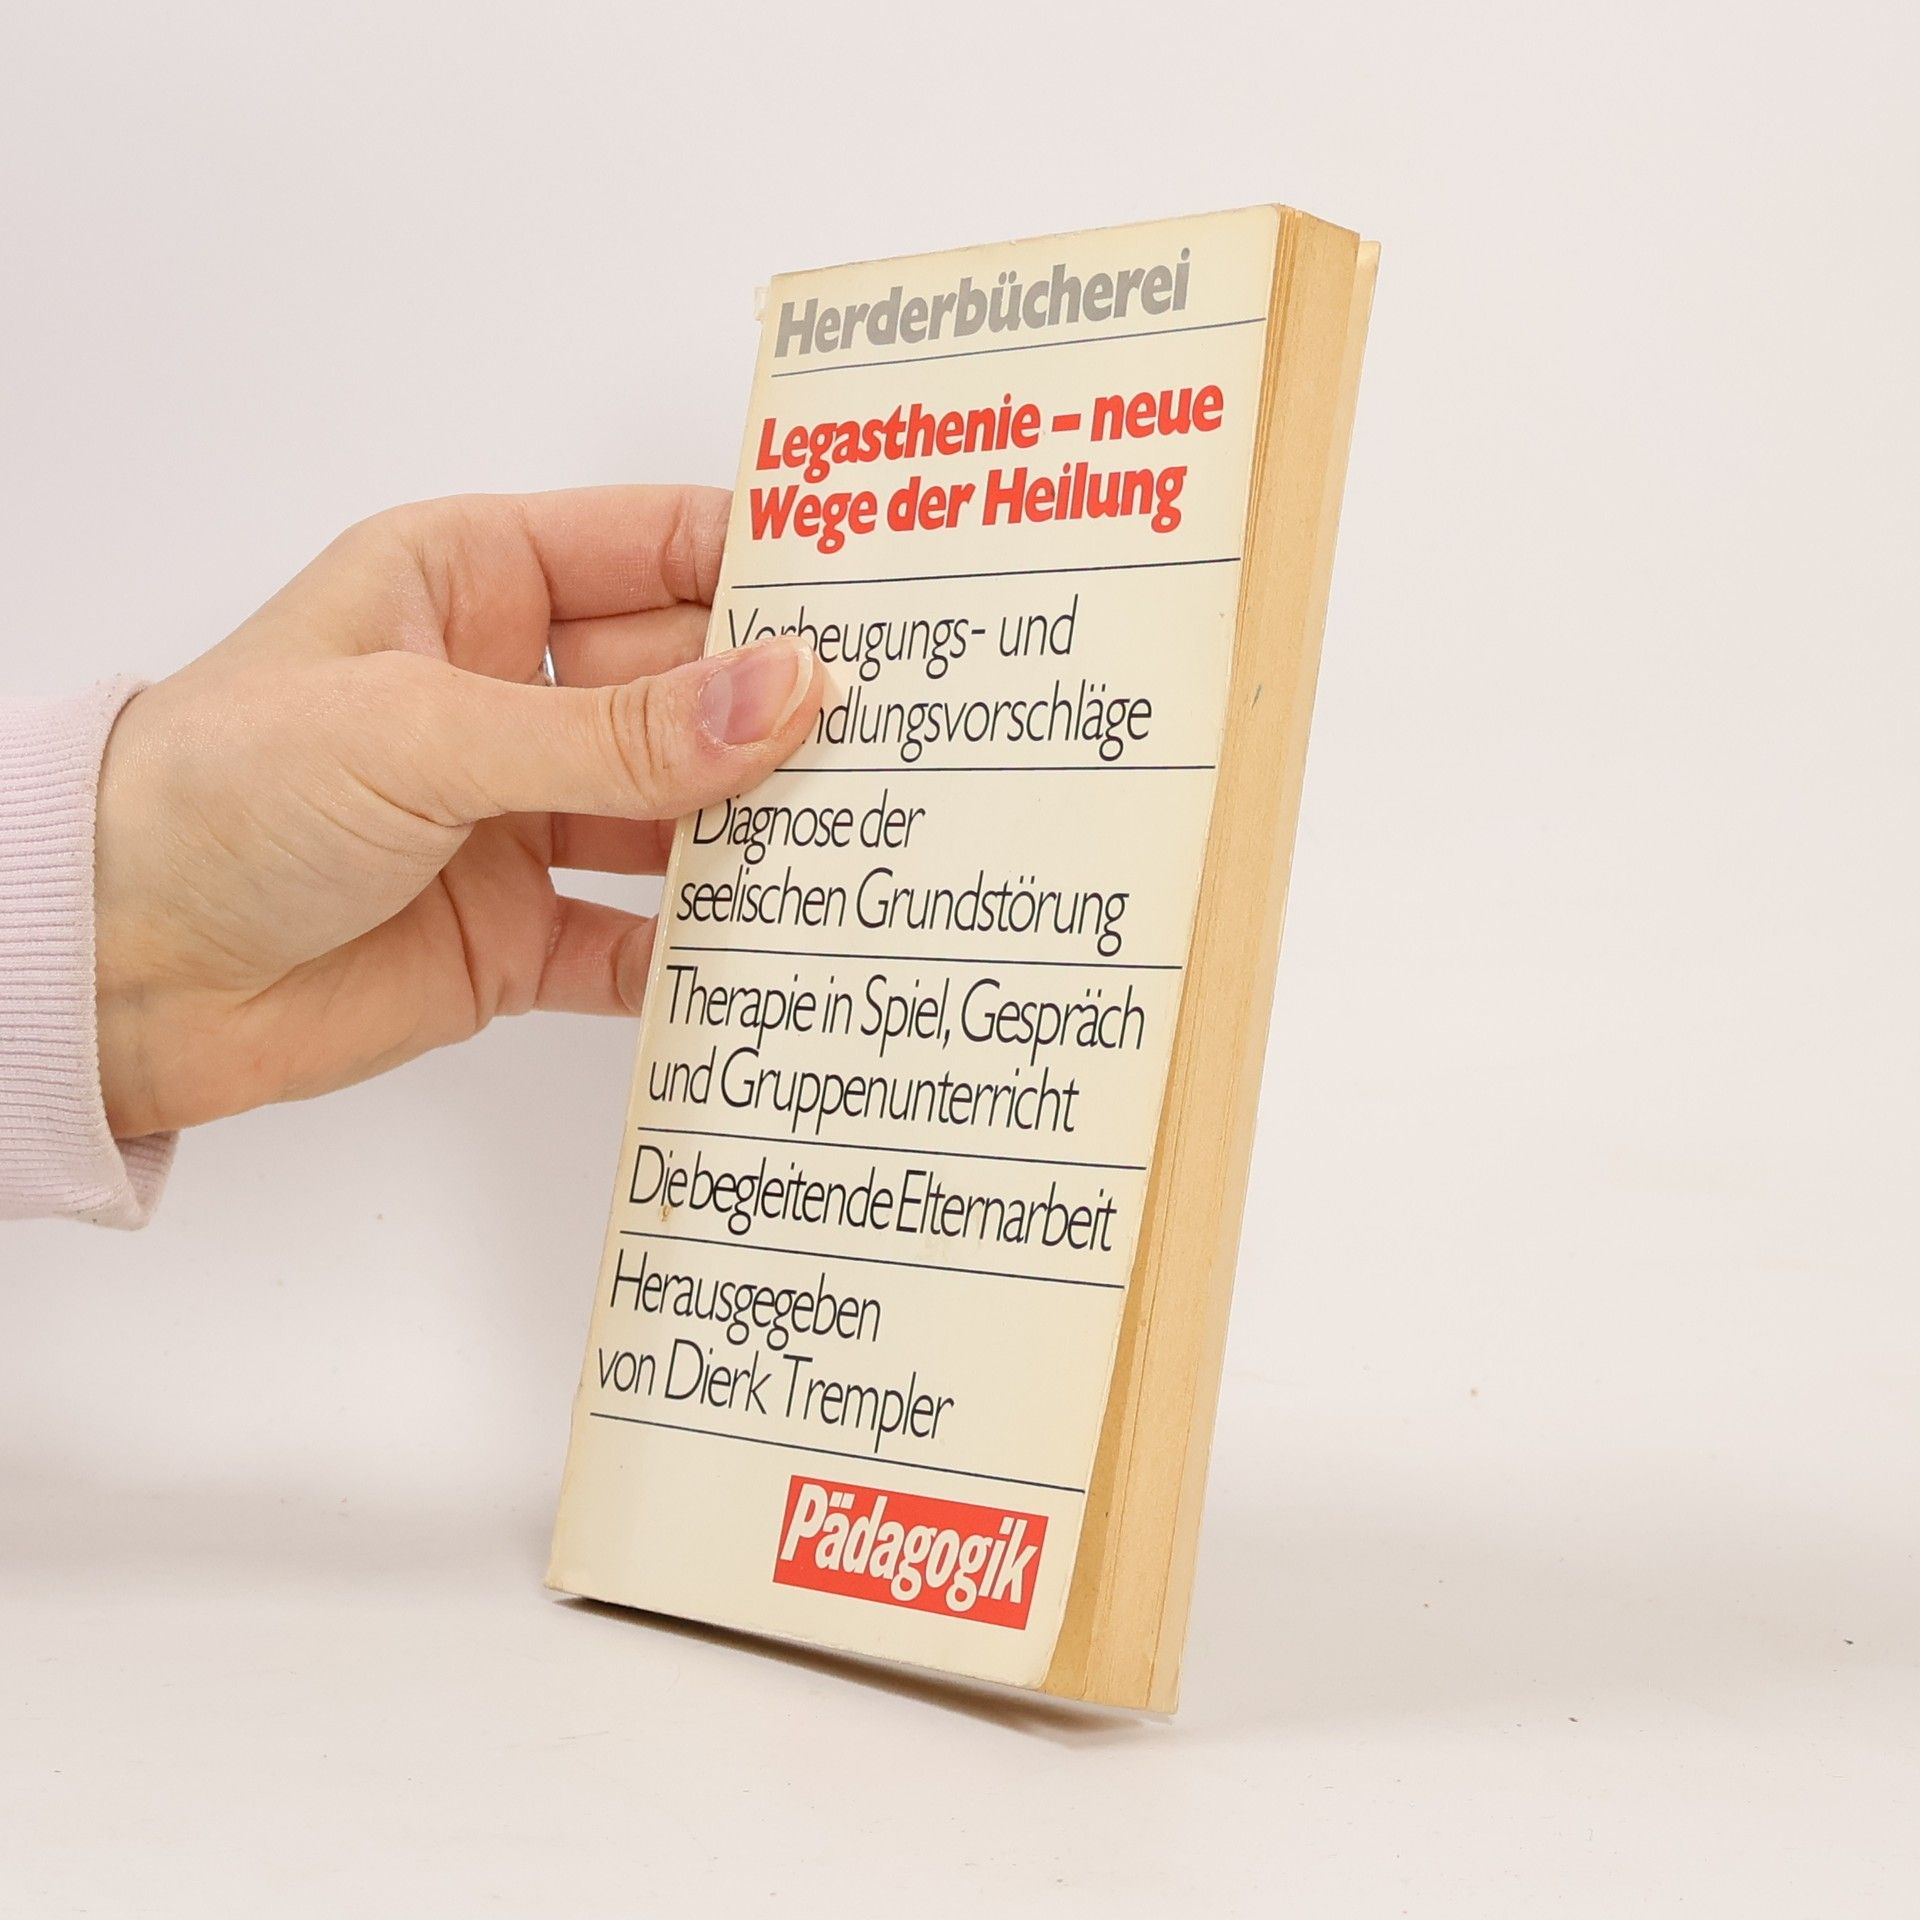 Herderbücherei
Legasthenie – neue
Wege der Heilung
Vorbeugungs- und
ndlungsvorschläge
Diagnose der
seelischen Grundstörung
Therapie in Spiel, Gespräch
und Gruppenunterricht
Die begleitende Elternarbeit
Herausgegeben
von Dierk Trempler
Pädagogik